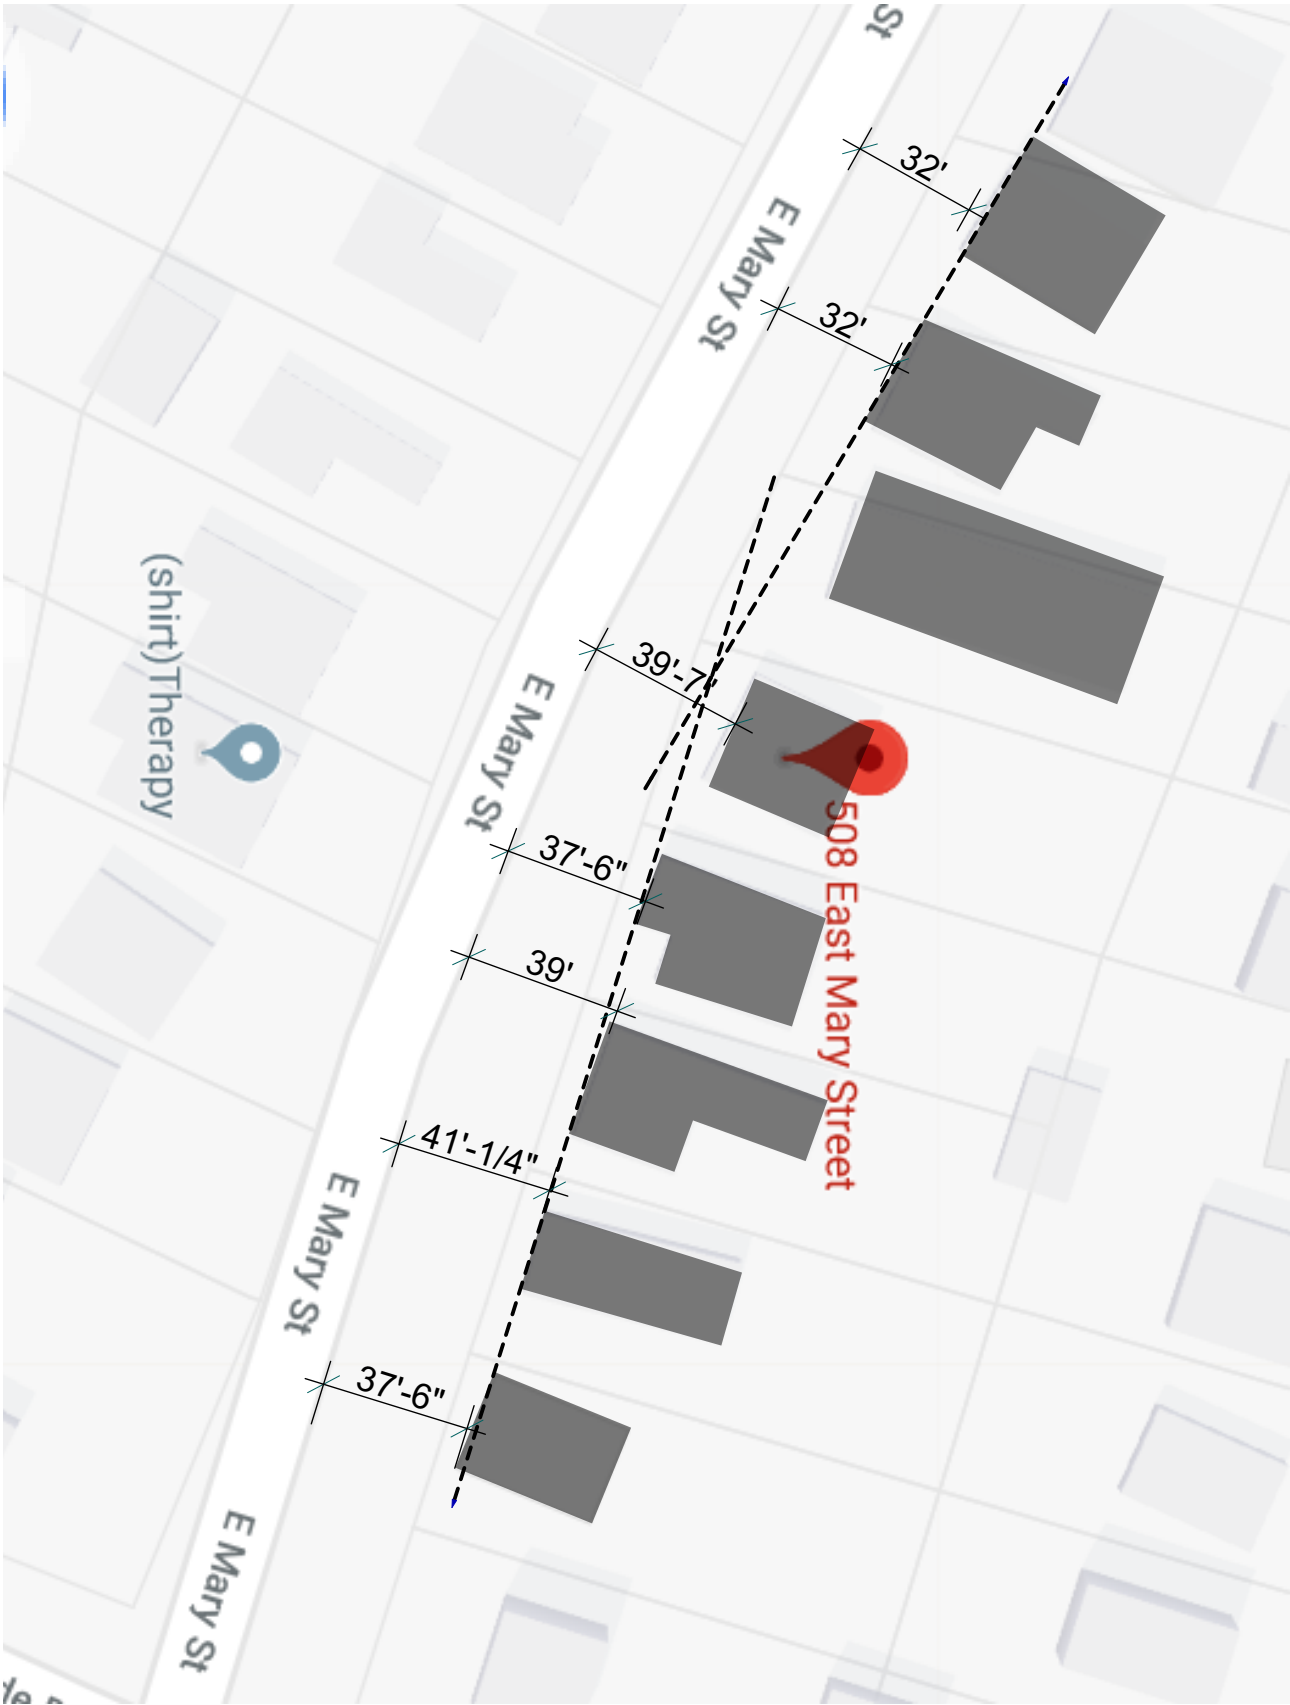 St
32'
E Mary St
32'
(shirt)Therapy
39'-7
E Mary St
37'-6"
508 East Mary Street
39'
41'-1/4"
E Mary St
37'-6"
E Mary St